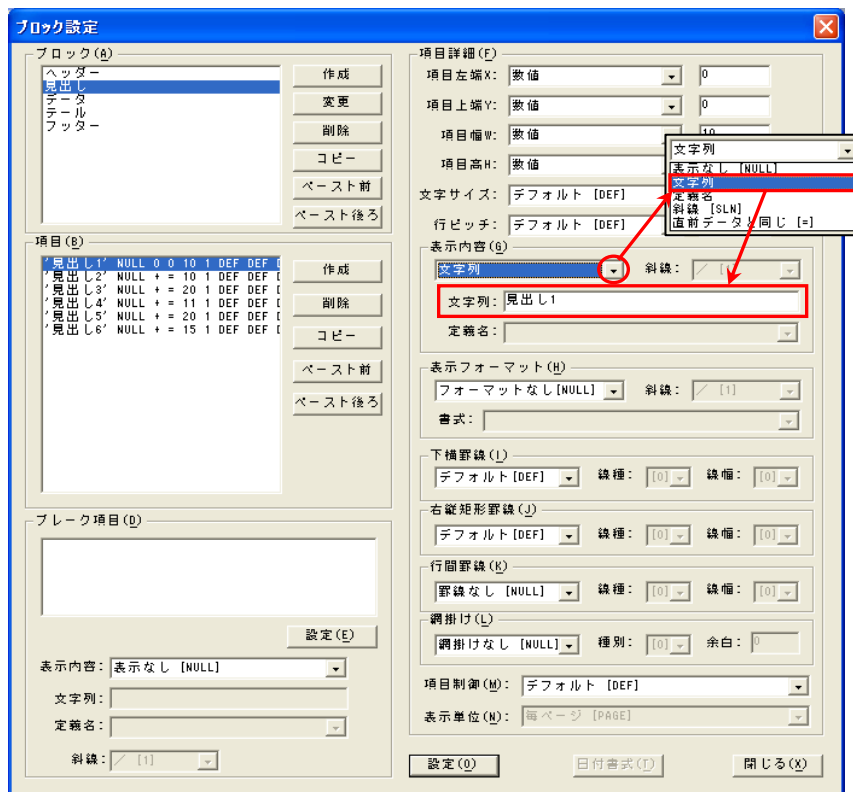 ブロック設定
ブロック(A)
ヘッダー
見出し
データ
テール
フッター
作成
変更
削除
コピー
ペースト前
ペースト後ろ
項目(B)
'見出し1' NULL 0 0 10 1 DEF DEF
'見出し2' NULL + = 10 1 DEF DEF
'見出し3' NULL + = 20 1 DEF DEF
'見出し4' NULL + = 11 1 DEF DEF
'見出し5' NULL + = 20 1 DEF DEF
'見出し6' NULL + = 15 1 DEF DEF
作成
削除
コピー
ペースト前
ペースト後ろ
ブレーク項目(D)
設定(E)
表示内容: 表示なし [NULL]
文字列:
定義名:
斜線: ／ [1]
項目詳細(F)
項目左端X: 数値 0
項目上端Y: 数値 0
項目幅W: 数値 10
項目高H: 数値
文字サイズ: デフォルト [DEF]
行ピッチ: デフォルト [DEF]
文字列
表示なし [NULL]
文字列
定義名
斜線 [SLN]
直前データと同じ [=]
表示内容(G)
文字列 斜線: ／
文字列: 見出し1
定義名:
表示フォーマット(H)
フォーマットなし[NULL] 斜線: ／ [1]
書式:
下横罫線(I)
デフォルト[DEF] 線種: [0] 線幅: [0]
右縦矩形罫線(J)
デフォルト[DEF] 線種: [0] 線幅: [0]
行間罫線(K)
罫線なし [NULL] 線種: [0] 線幅: [0]
網掛け(L)
網掛けなし [NULL] 種別: [0] 余白: 0
項目制御(M): デフォルト [DEF]
表示単位(N): 毎ページ [PAGE]
設定(O)
日付書式(T)
閉じる(X)